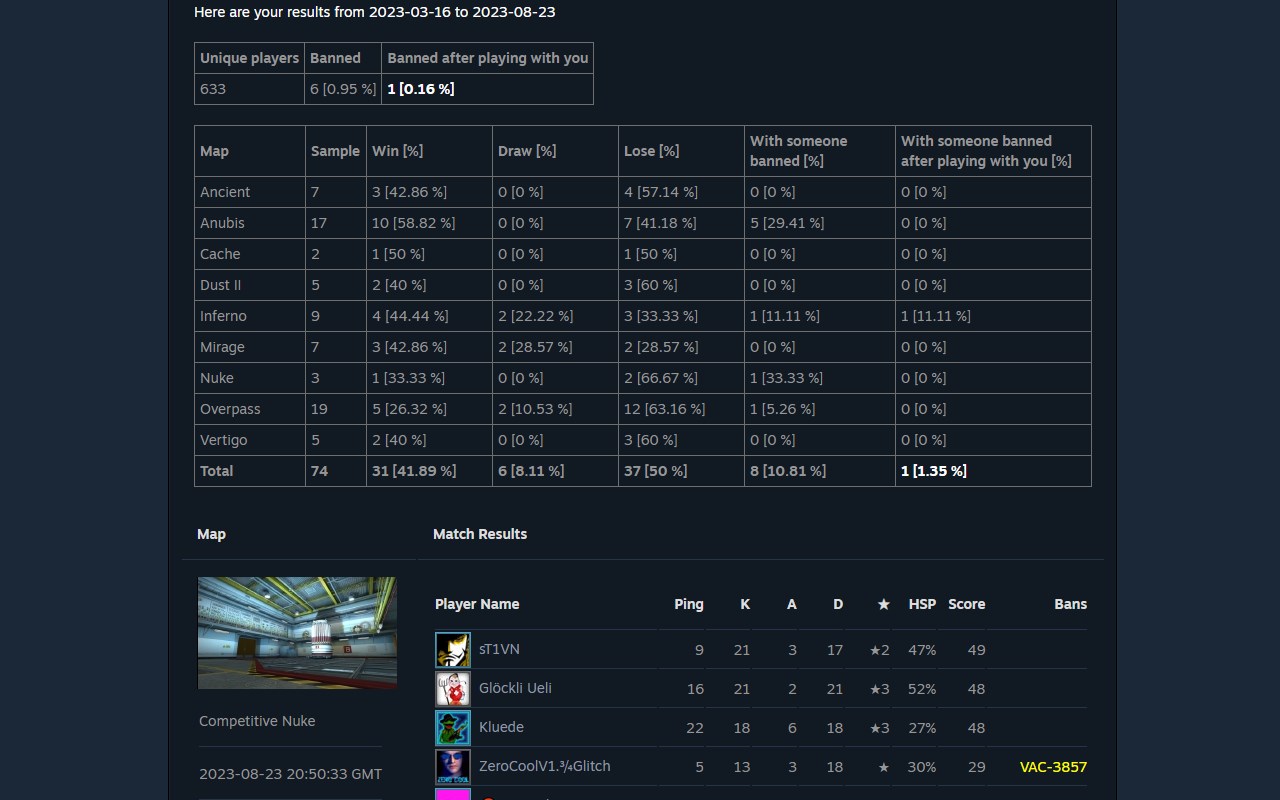 Here are your results from 2023-03-16 to 2023-08-23
Unique players Banned Banned after playing with you
633 6 [0.95 %] 1 [0.16 %]
Map Sample Win [%] Draw [%] Lose [%] With someone banned [%] With someone banned after playing with you [%]
Ancient 7 3 [42.86 %] 0 [0 %] 4 [57.14 %] 0 [0 %] 0 [0 %]
Anubis 17 10 [58.82 %] 0 [0 %] 7 [41.18 %] 5 [29.41 %] 0 [0 %]
Cache 2 1 [50 %] 0 [0 %] 1 [50 %] 0 [0 %] 0 [0 %]
Dust II 5 2 [40 %] 0 [0 %] 3 [60 %] 0 [0 %] 0 [0 %]
Inferno 9 4 [44.44 %] 2 [22.22 %] 3 [33.33 %] 1 [11.11 %] 1 [11.11 %]
Mirage 7 3 [42.86 %] 2 [28.57 %] 2 [28.57 %] 0 [0 %] 0 [0 %]
Nuke 3 1 [33.33 %] 0 [0 %] 2 [66.67 %] 1 [33.33 %] 0 [0 %]
Overpass 19 5 [26.32 %] 2 [10.53 %] 12 [63.16 %] 1 [5.26 %] 0 [0 %]
Vertigo 5 2 [40 %] 0 [0 %] 3 [60 %] 0 [0 %] 0 [0 %]
Total 74 31 [41.89 %] 6 [8.11 %] 37 [50 %] 8 [10.81 %] 1 [1.35 %]
Map Match Results
Player Name Ping K A D ★ HSP Score Bans
sT1VN 9 21 3 17 ★2 47% 49
Glöckli Ueli 16 21 2 21 ★3 52% 48
Kluede 22 18 6 18 ★3 27% 48
ZeroCoolV1.¾Glitch 5 13 3 18 ★ 30% 29 VAC-3857
Competitive Nuke
2023-08-23 20:50:33 GMT